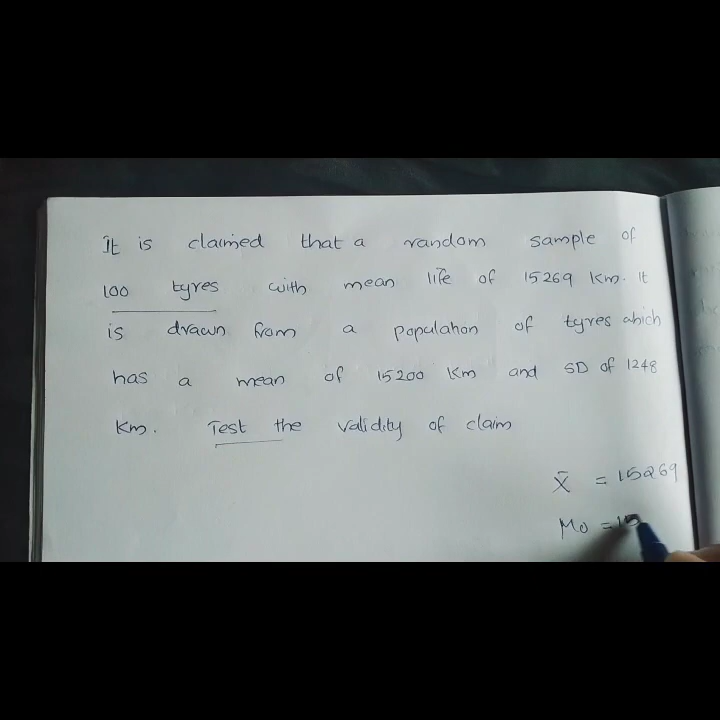 It is claimed that a random sample of
100 tyres with mean life of 15269 Km. It
is drawn from a population of tyres which
has a mean of 15200 Km and SD of 1248
Km. Test the validity of claim
X̄ = 15269
μ0 = 15